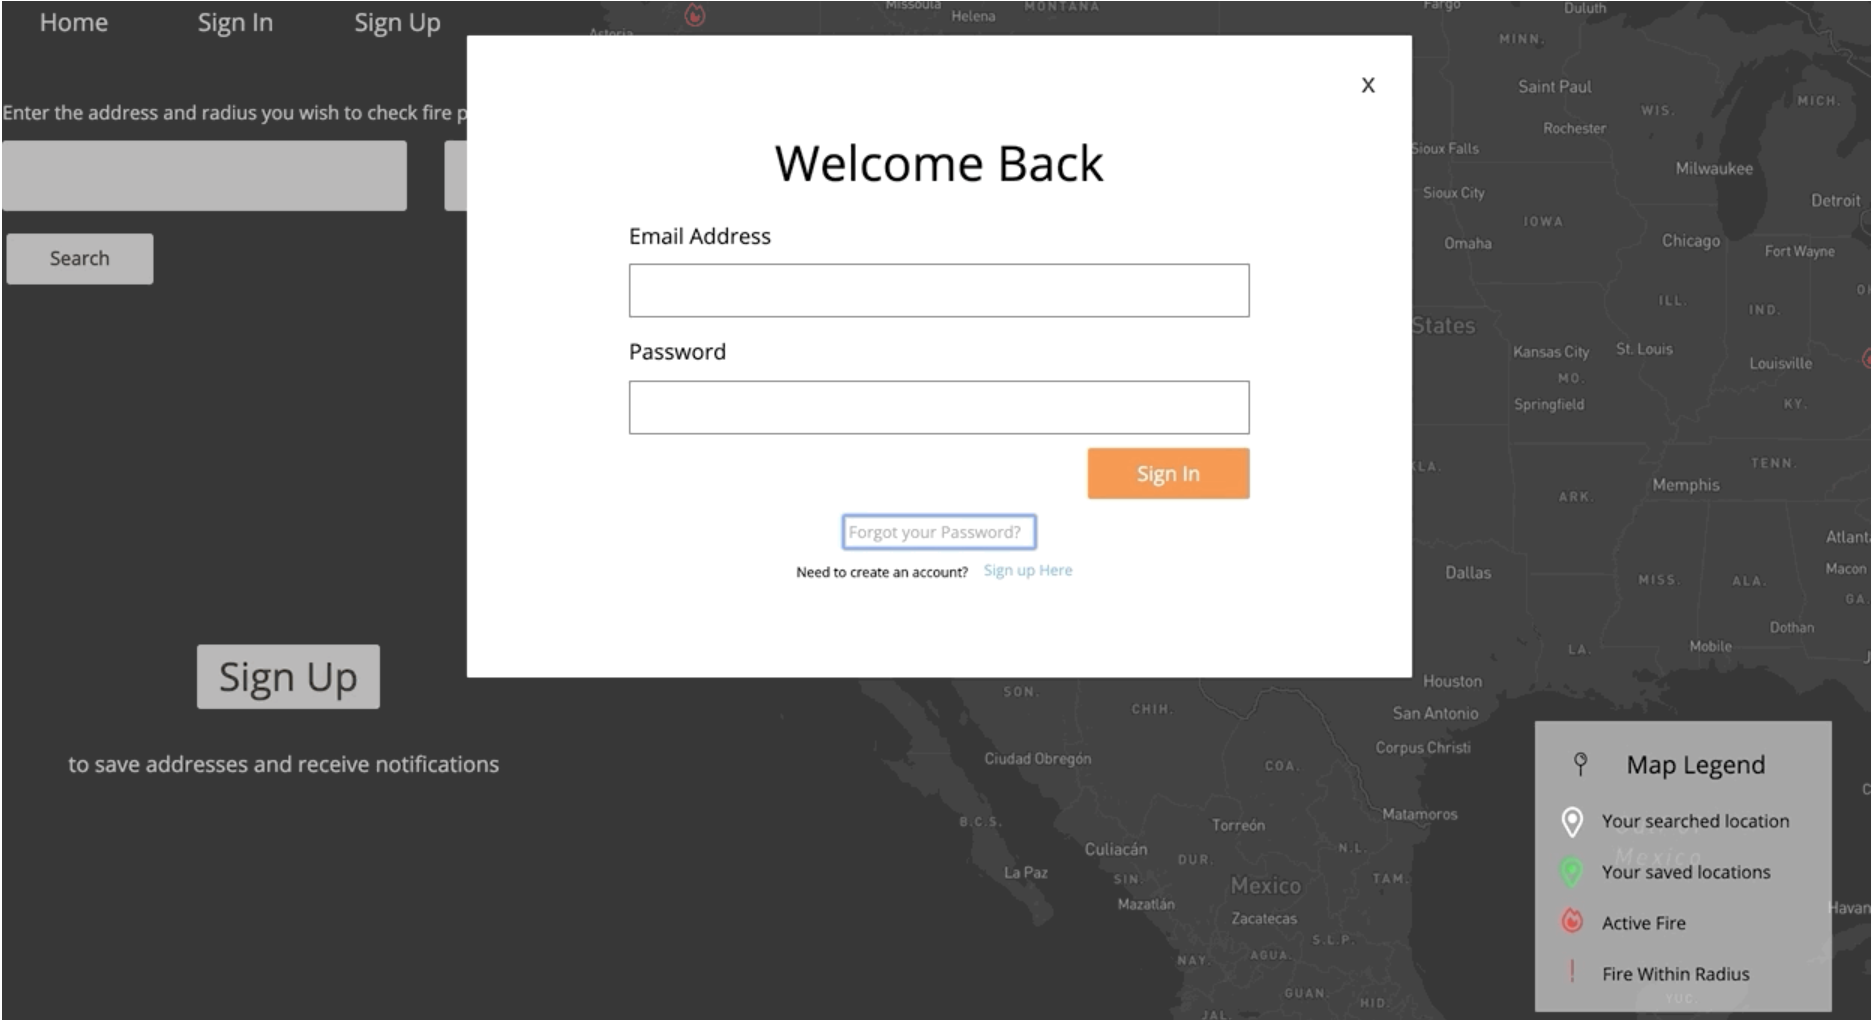 Home
Sign In
Sign Up
Enter the address and radius you wish to check fire p
Search
Sign Up
to save addresses and receive notifications
X
Welcome Back
Email Address
Password
Sign In
Forgot your Password?
Need to create an account? Sign up Here
Missoula
Helena
MONTANA
Astoria
Fargo
Duluth
MINN.
Saint Paul
WIS.
MICH.
Rochester
Sioux Falls
Milwaukee
Sioux City
Detroit
IOWA
Omaha
Chicago
Fort Wayne
ILL.
IND.
States
Kansas City
St. Louis
Louisville
MO.
Springfield
KY.
KLA.
TENN.
Memphis
ARK.
Atlant
Dallas
MISS.
ALA.
Macon
GA.
Dothan
Mobile
LA.
Houston
SON.
CHIH.
San Antonio
Corpus Christi
Ciudad Obregón
COA.
Matamoros
B.C.S.
Torreón
Culiacán
DUR.
N.L.
La Paz
SIN.
Mexico
TAM.
Mazatlán
Zacatecas
S.L.P.
NAY.
AGUA.
GUAN.
HID.
JAL.
Havan
Map Legend
Your searched location
Mexico
Your saved locations
Active Fire
Fire Within Radius
YUC.